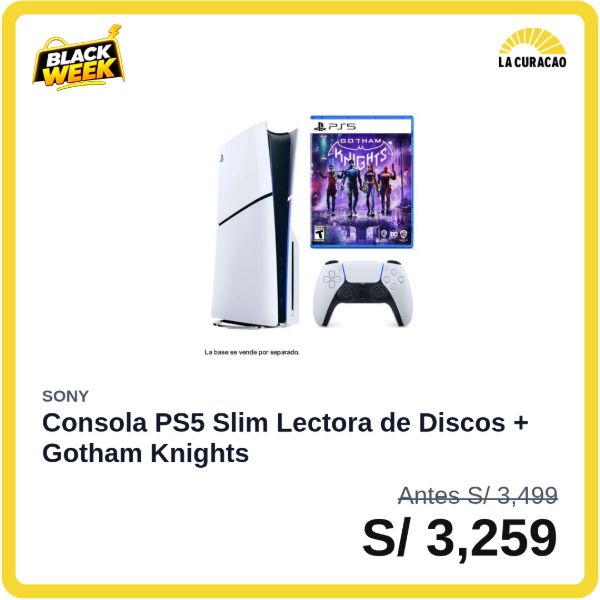 BLACK
WEEK
LA CURACAO
PS5
GOTHAM
KNIGHTS
La base se vende por separado.
SONY
Consola PS5 Slim Lectora de Discos +
Gotham Knights
Antes S/ 3,499
S/ 3,259